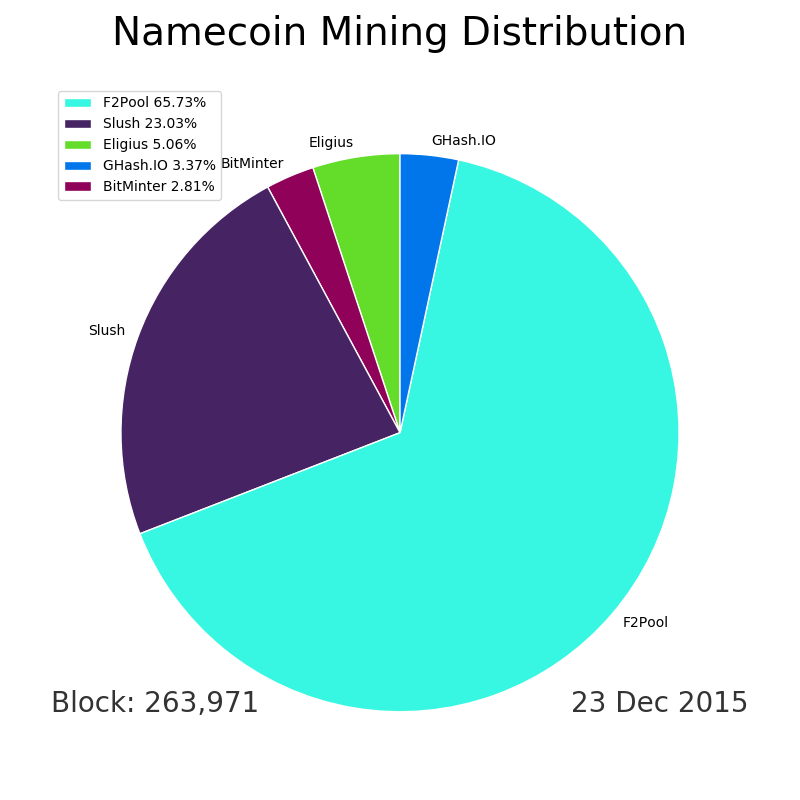 Namecoin Mining Distribution
F2Pool 65.73%
Slush 23.03%
Eligius 5.06%
GHash.IO 3.37%
BitMinter 2.81%
GHash.IO
Eligius
BitMinter
Slush
F2Pool
Block: 263,971
23 Dec 2015